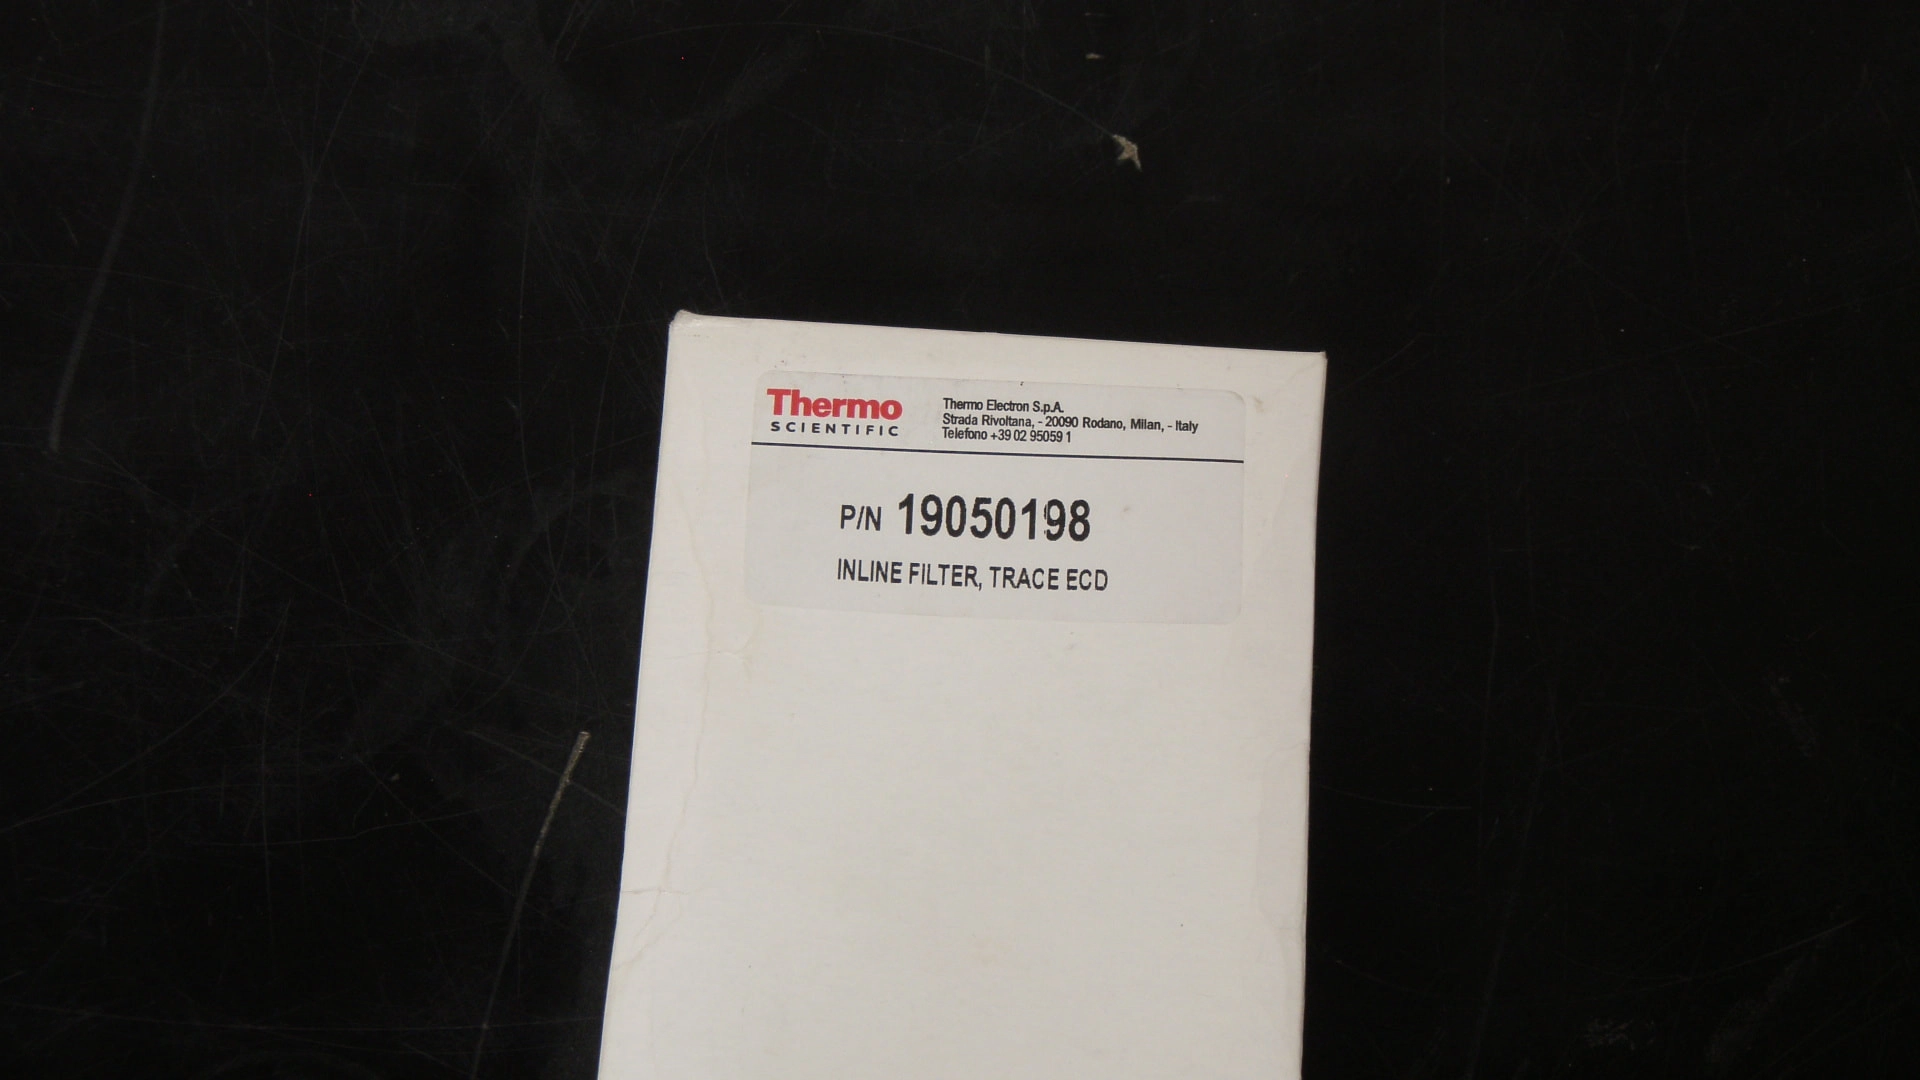 Thermo
SCIENTIFIC
Thermo Electron S.p.A.
Strada Rivoltana, - 20090 Rodano, Milan, - Italy
Telefono +39 02 95059 1
P/N 19050198
INLINE FILTER, TRACE ECD